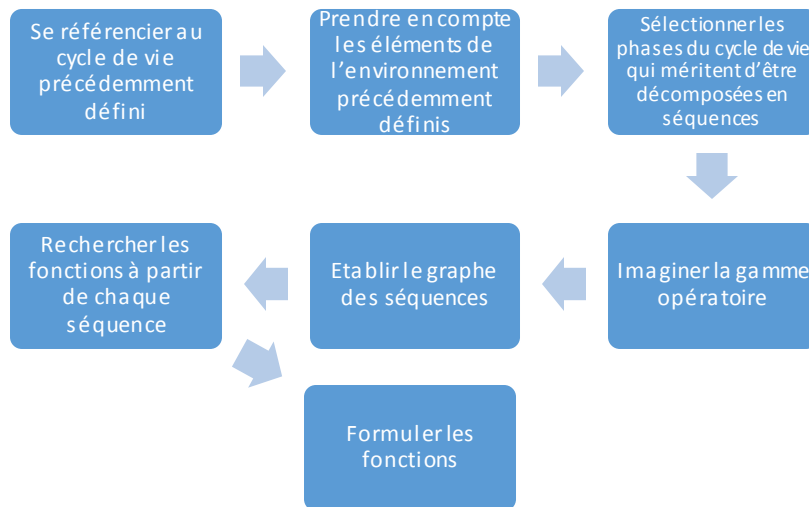 Se référencier au
cycle de vie
précédemment
défini
Prendre en compte
les éléments de
l'environnement
précédemment
définis
Sélectionner les
phases du cycle de vie
qui méritent d'être
décomposées en
séquences
Imaginer la gamme
opératoire
Etablir le graphe
des séquences
Rechercher les
fonctions à partir
de chaque
séquence
Formuler les
fonctions